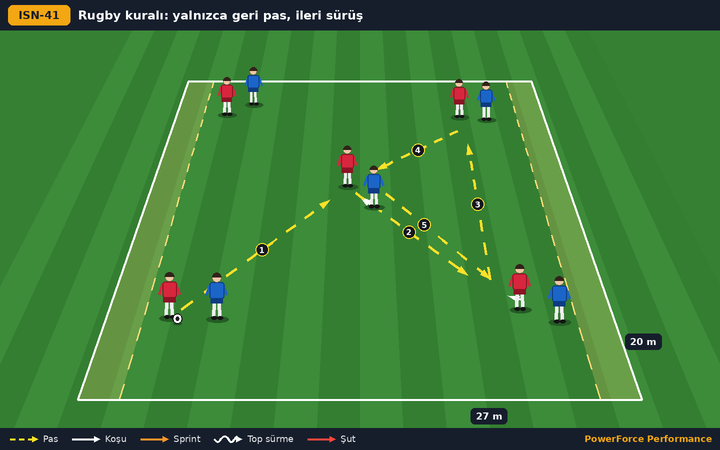 ISN-41 Rugby kuralı: yalnızca geri pas, ileri sürüş
4
3
5
2
1
20 m
27 m
Pas Koşu Sprint Top sürme Şut PowerForce Performance